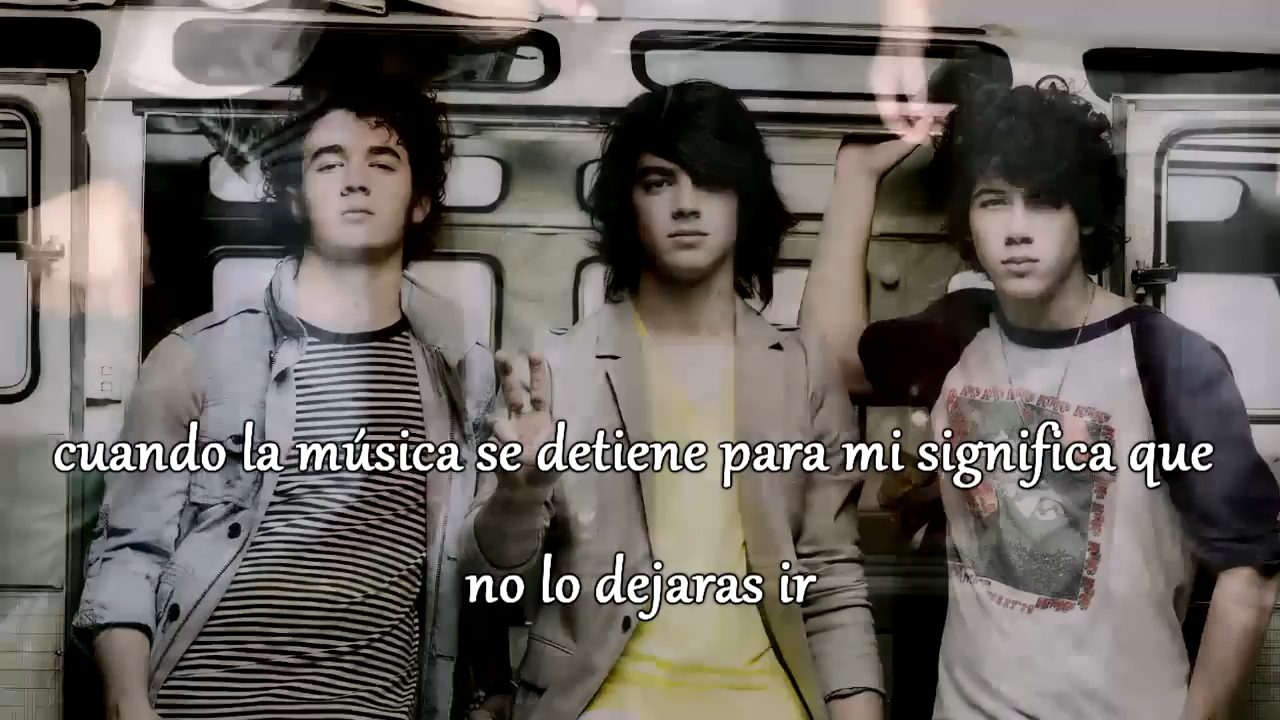 cuando la música se detiene para mi significa que
no lo dejaras ir